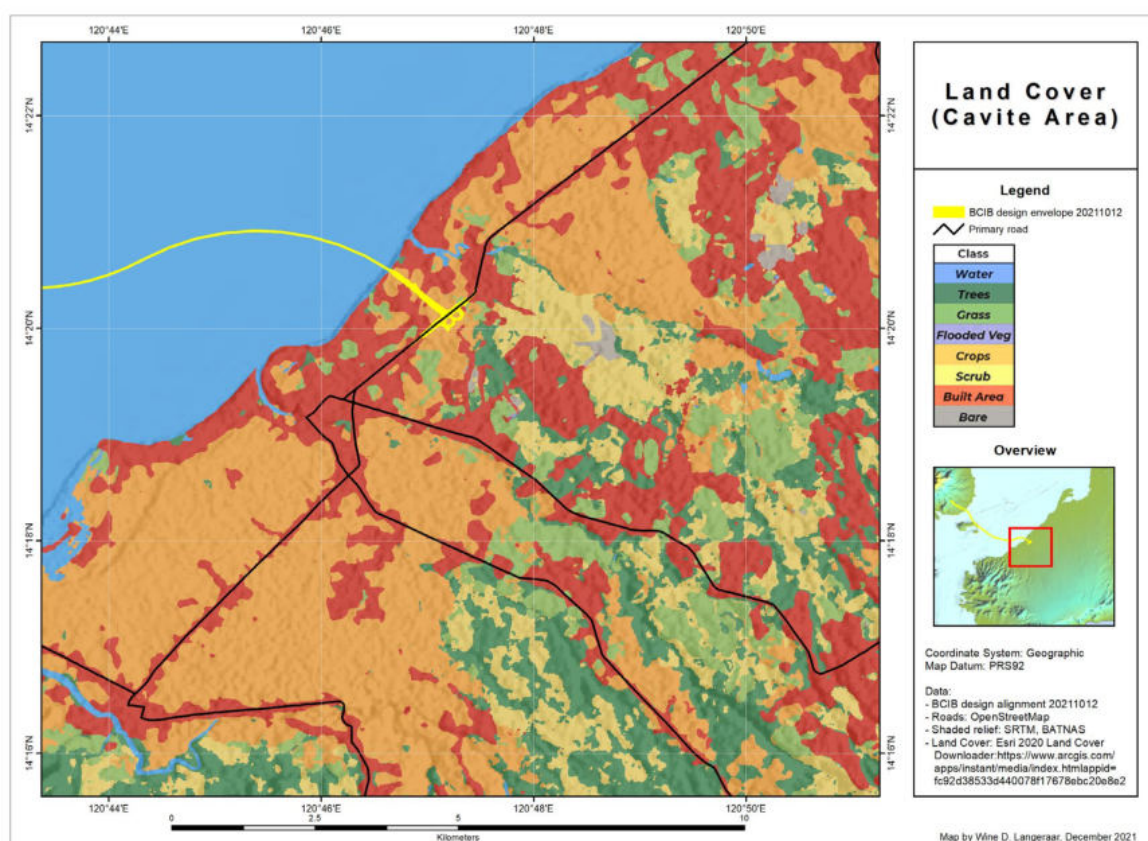 120°44'E
120°46'E
120°48'E
120°50'E
14°22'N
14°22'N
14°20'N
14°20'N
14°18'N
14°18'N
14°16'N
14°16'N
120°44'E
120°46'E
120°48'E
120°50'E
0
2.5
5
10
Kilometers
Land Cover
(Cavite Area)
Legend
BCIB design envelope 20211012
Primary road
Class
Water
Trees
Grass
Flooded Veg
Crops
Scrub
Built Area
Bare
Overview
Coordinate System: Geographic
Map Datum: PRS92
Data:
- BCIB design alignment 20211012
- Roads: OpenStreetMap
- Shaded relief: SRTM, BATNAS
- Land Cover: Esri 2020 Land Cover
Downloader:https://www.arcgis.com/
apps/instant/media/index.htmlappid=
fc92d38533d440078f17678ebc20e8e2
Map by Wine D. Langeraar, December 2021